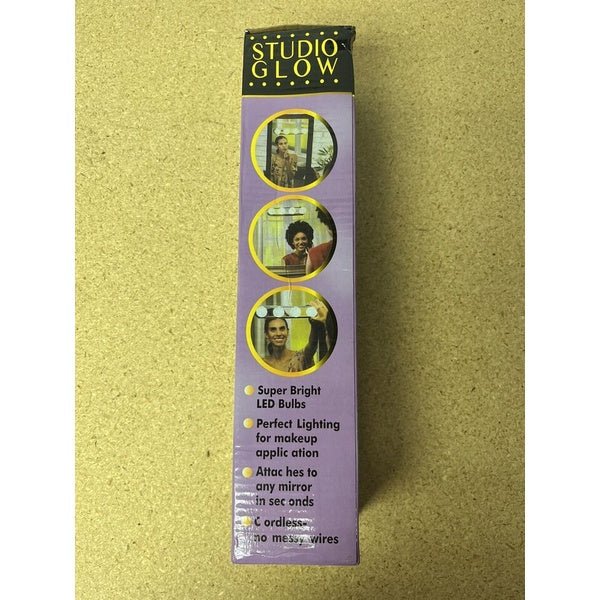 STUDIO
GLOW
Super Bright
LED Bulbs
Perfect Lighting
for makeup
applic ation
Attac hes to
any mirror
in sec onds
C ordless-
no messy wires